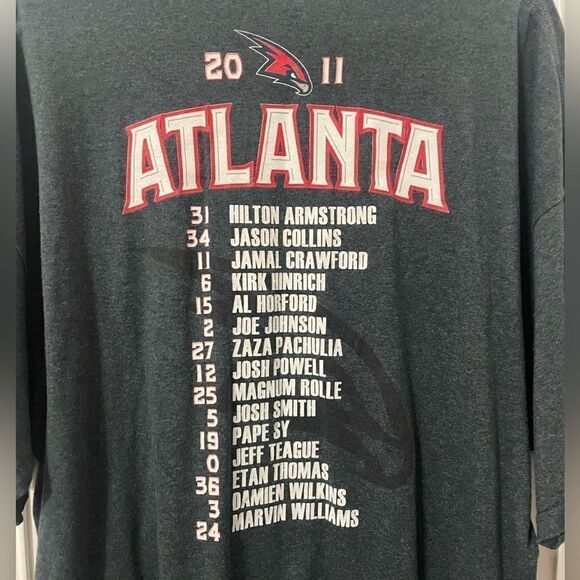 20 11
ATLANTA
31 HILTON ARMSTRONG
34 JASON COLLINS
11 JAMAL CRAWFORD
6 KIRK HINRICH
15 AL HORFORD
2 JOE JOHNSON
27 ZAZA PACHULIA
12 JOSH POWELL
25 MAGNUM ROLLE
5 JOSH SMITH
19 PAPE SY
0 JEFF TEAGUE
36 ETAN THOMAS
3 DAMIEN WILKINS
24 MARVIN WILLIAMS